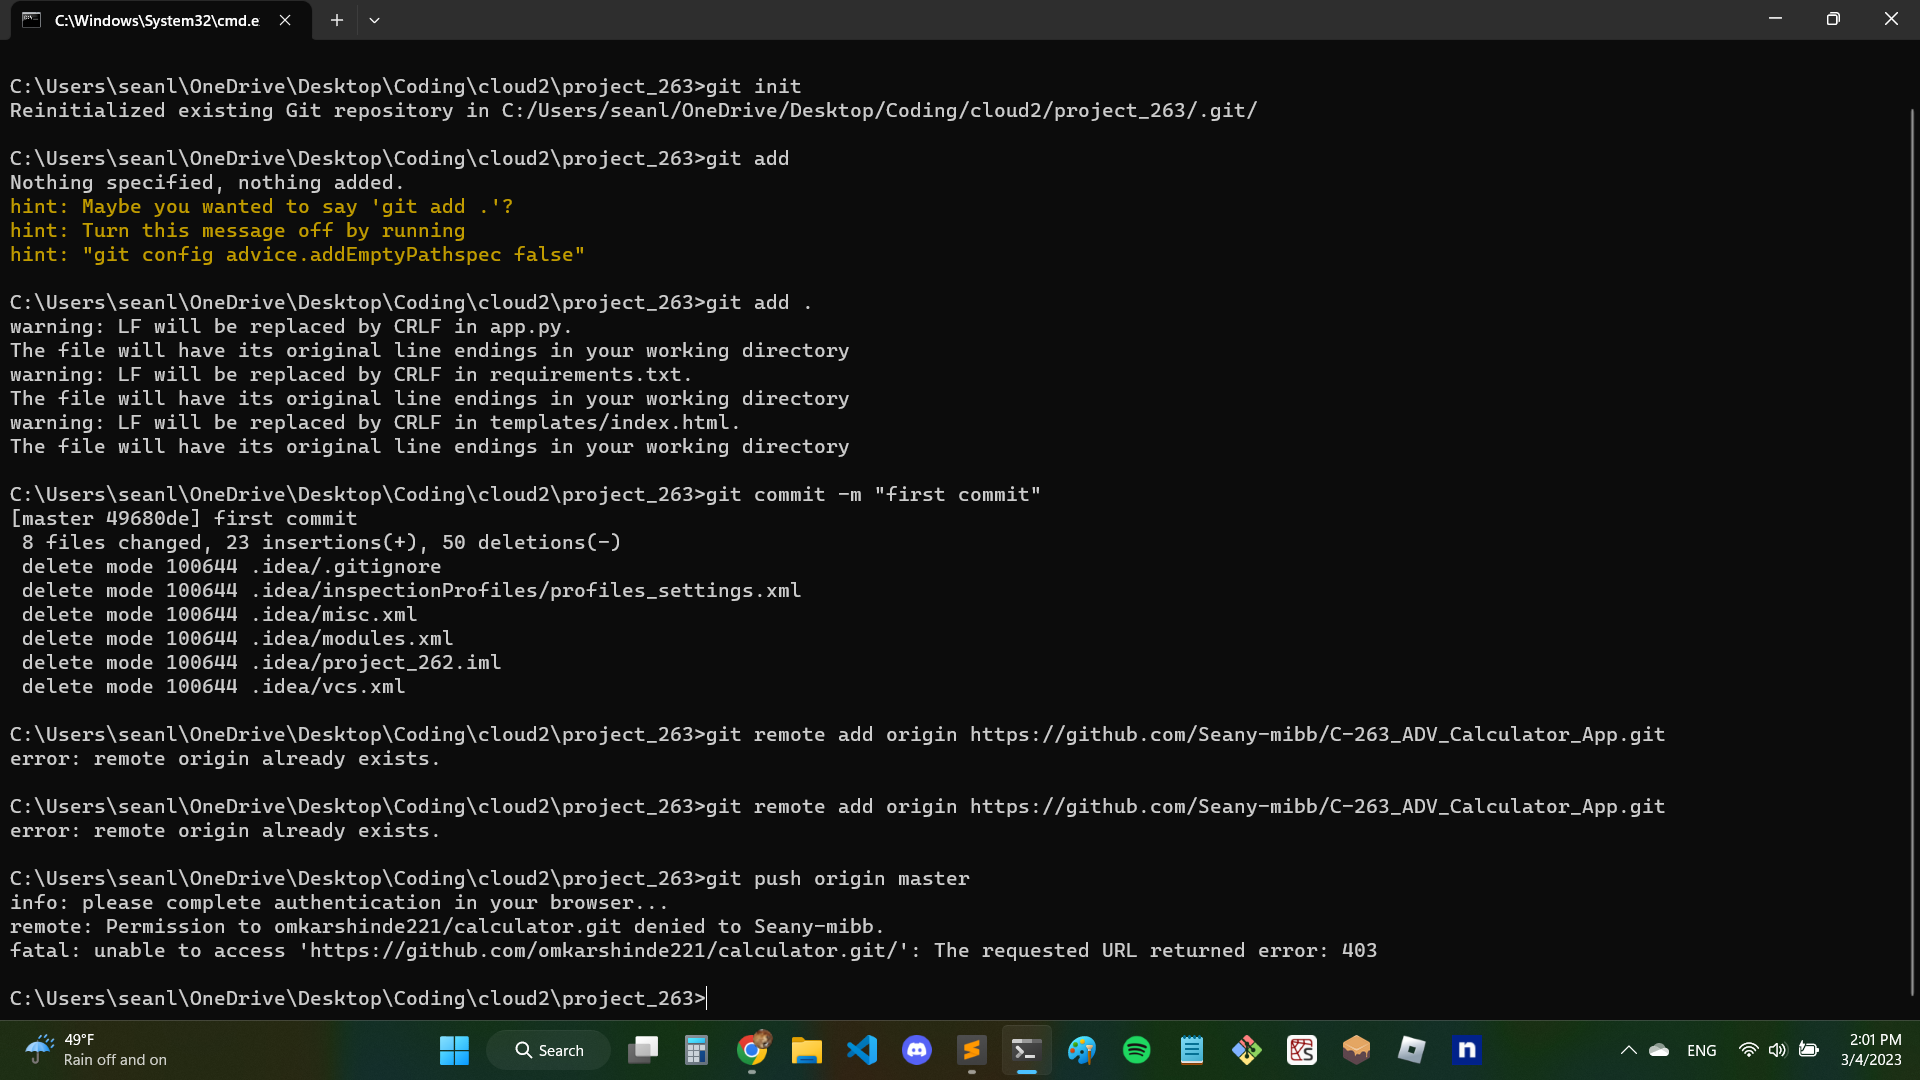 C:\Windows\System32\cmd.e
C:\Users\seanl\OneDrive\Desktop\Coding\cloud2\project_263>git init
Reinitialized existing Git repository in C:/Users/seanl/OneDrive/Desktop/Coding/cloud2/project_263/.git/
C:\Users\seanl\OneDrive\Desktop\Coding\cloud2\project_263>git add
Nothing specified, nothing added.
hint: Maybe you wanted to say 'git add .'?
hint: Turn this message off by running
hint: "git config advice.addEmptyPathspec false"
C:\Users\seanl\OneDrive\Desktop\Coding\cloud2\project_263>git add .
warning: LF will be replaced by CRLF in app.py.
The file will have its original line endings in your working directory
warning: LF will be replaced by CRLF in requirements.txt.
The file will have its original line endings in your working directory
warning: LF will be replaced by CRLF in templates/index.html.
The file will have its original line endings in your working directory
C:\Users\seanl\OneDrive\Desktop\Coding\cloud2\project_263>git commit -m "first commit"
[master 49680de] first commit
8 files changed, 23 insertions(+), 50 deletions(-)
delete mode 100644 .idea/.gitignore
delete mode 100644 .idea/inspectionProfiles/profiles_settings.xml
delete mode 100644 .idea/misc.xml
delete mode 100644 .idea/modules.xml
delete mode 100644 .idea/project_262.iml
delete mode 100644 .idea/vcs.xml
C:\Users\seanl\OneDrive\Desktop\Coding\cloud2\project_263>git remote add origin https://github.com/Seany-mibb/C-263_ADV_Calculator_App.git
error: remote origin already exists.
C:\Users\seanl\OneDrive\Desktop\Coding\cloud2\project_263>git remote add origin https://github.com/Seany-mibb/C-263_ADV_Calculator_App.git
error: remote origin already exists.
C:\Users\seanl\OneDrive\Desktop\Coding\cloud2\project_263>git push origin master
info: please complete authentication in your browser...
remote: Permission to omkarshinde221/calculator.git denied to Seany-mibb.
fatal: unable to access 'https://github.com/omkarshinde221/calculator.git/': The requested URL returned error: 403
C:\Users\seanl\OneDrive\Desktop\Coding\cloud2\project_263>
49°F
Rain off and on
Search
ENG
2:01 PM
3/4/2023